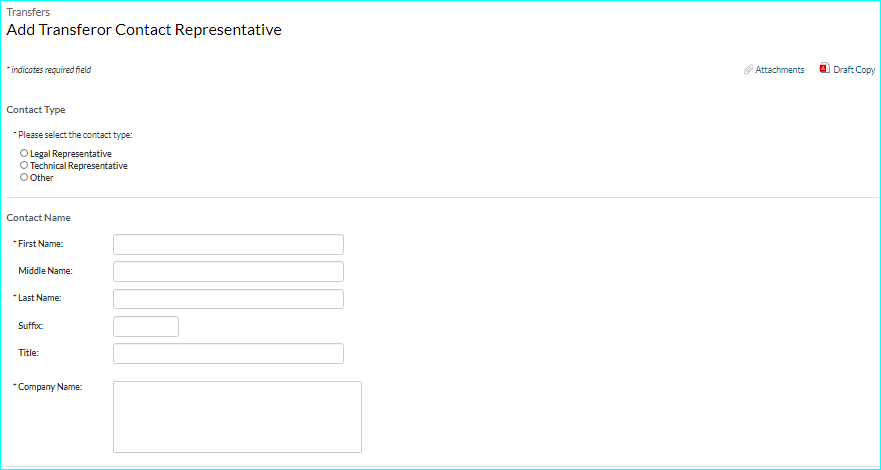 Transfers
Add Transferor Contact Representative
* indicates required field
Attachments Draft Copy
Contact Type
* Please select the contact type:
Legal Representative
Technical Representative
Other
Contact Name
* First Name:
Middle Name:
* Last Name:
Suffix:
Title:
* Company Name: